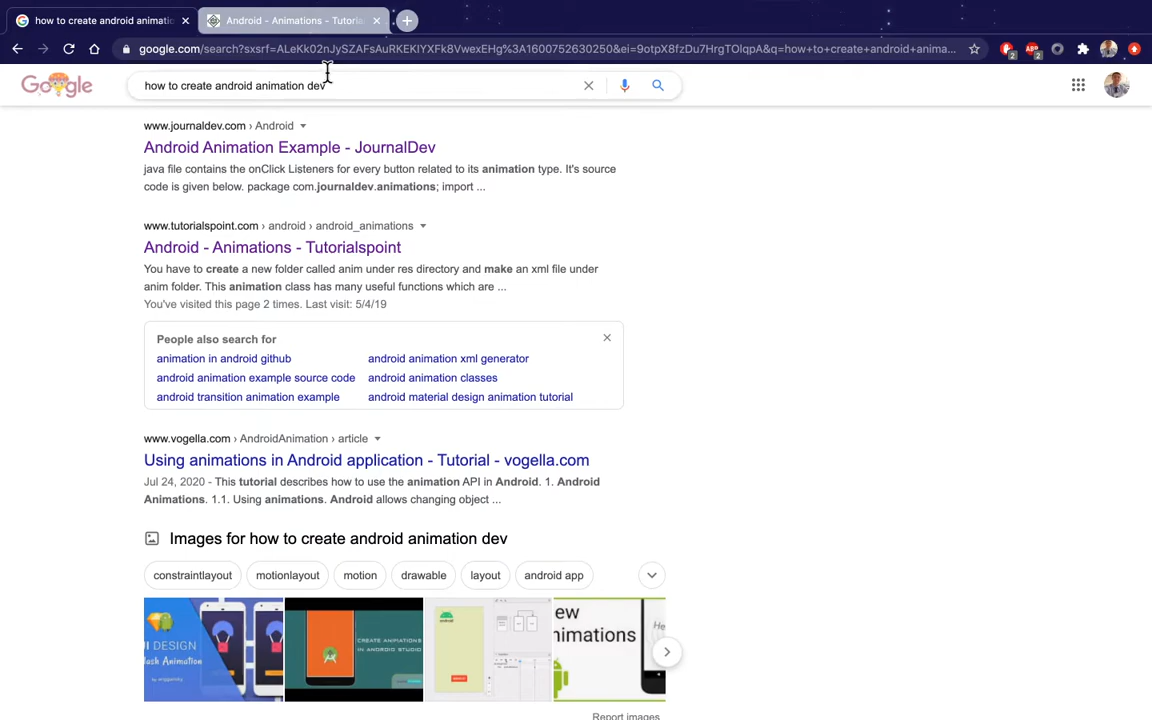 how to create android animatic
Android - Animations - Tutoria
google.com/search?sxsrf=ALeKk02nJySZAFsAuRKEKIYXFk8VwexEHg%3A1600752630250&ei=9otpX8fzDu7HrgTOlqpA&q=how+to+create+android+anima...
2
ABP
2
Google
how to create android animation dev
www.journaldev.com › Android
Android Animation Example - JournalDev
java file contains the onClick Listeners for every button related to its animation type. It's source
code is given below. package com.journaldev.animations; import ...
www.tutorialspoint.com › android › android_animations
Android - Animations - Tutorialspoint
You have to create a new folder called anim under res directory and make an xml file under
anim folder. This animation class has many useful functions which are ...
You've visited this page 2 times. Last visit: 5/4/19
People also search for
animation in android github
android animation xml generator
android animation example source code
android animation classes
android transition animation example
android material design animation tutorial
www.vogella.com › AndroidAnimation › article
Using animations in Android application - Tutorial - vogella.com
Jul 24, 2020 - This tutorial describes how to use the animation API in Android. 1. Android
Animations. 1.1. Using animations. Android allows changing object ...
Images for how to create android animation dev
constraintlayout
motionlayout
motion
drawable
layout
android app
UI DESIGN
lash Animation
CREATE ANIMATIONS
IN ANDROID STUDIO
android
ew
nimations
He
Report images